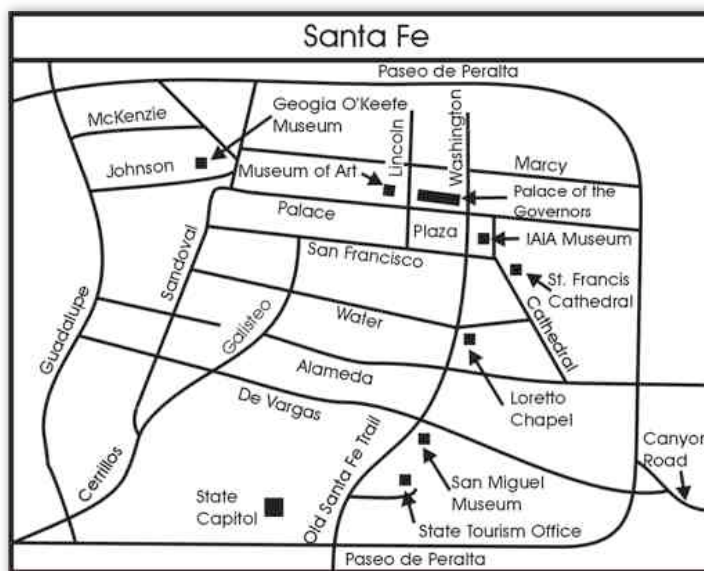 Santa Fe
Paseo de Peralta
McKenzie
Geogia O'Keefe
Museum
Lincoln
Washington
Johnson
Museum of Art
Marcy
Palace of the
Governors
Palace
Plaza
IAIA Museum
San Francisco
Sandoval
St. Francis
Cathedral
Cathedral
Guadalupe
Galisteo
Water
Alameda
Loretto
Chapel
De Vargas
Old Santa Fe Trail
Canyon
Road
Cerrillos
State
Capitol
San Miguel
Museum
State Tourism Office
Paseo de Peralta